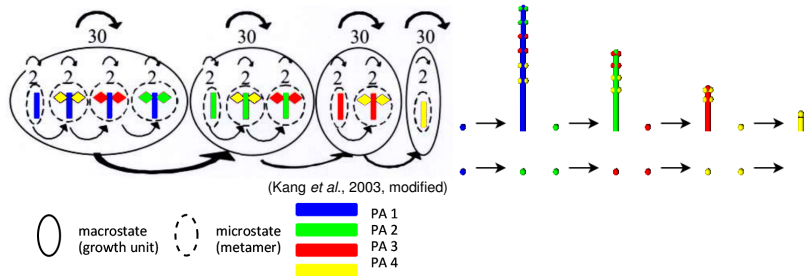 30 30 30 30
2 2 2 2 2 2 2 2 2 2
(Kang et al., 2003, modified)
macrostate
(growth unit)
microstate
(metamer)
PA 1
PA 2
PA 3
PA 4